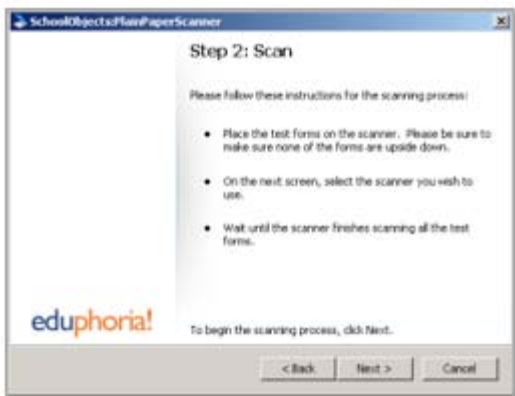 SchoolObjects:PlainPaperScanner
Step 2: Scan
Please follow these instructions for the scanning process:
• Place the test forms on the scanner. Please be sure to
make sure none of the forms are upside down.
• On the next screen, select the scanner you wish to
use.
• Wait until the scanner finishes scanning all the test
forms.
eduphoria!
To begin the scanning process, click Next.
< Back Next > Cancel